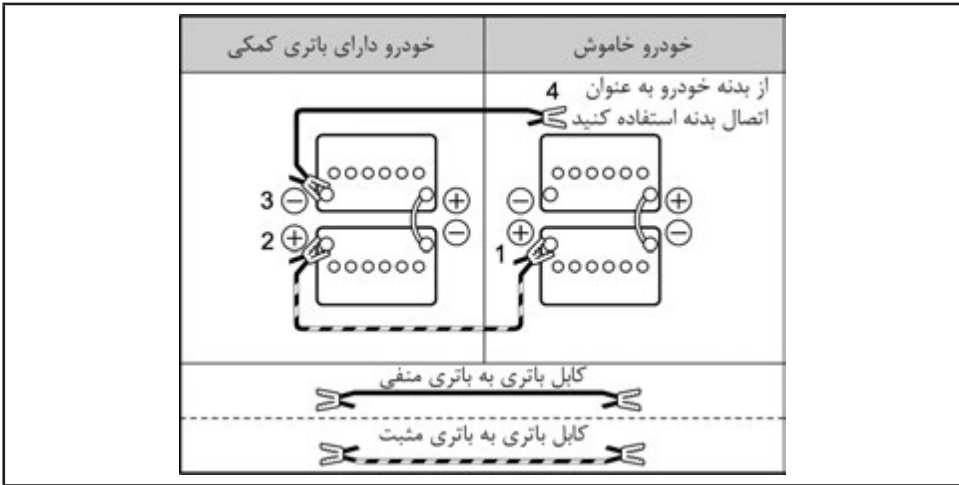 خودرو خاموش
خودرو دارای باتری کمکی
از بدنه خودرو به عنوان
4
اتصال بدنه استفاده کنید
3 ⊖ ⊕ ⊖ ⊕
2 ⊕ ⊖ ⊕ ⊖
1
کابل باتری به باتری منفی
کابل باتری به باتری مثبت